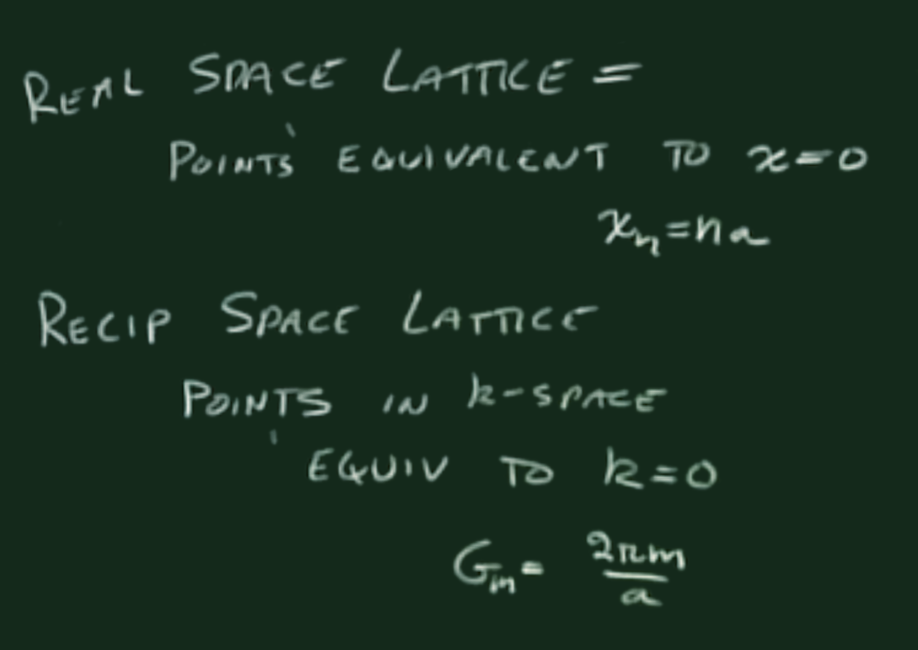 REAL SPACE LATTICE =
POINTS EQUIVALENT TO x=0
xₙ=na
RECIP SPACE LATTICE
POINTS IN k-SPACE
EQUIV TO k=0
Gₘ= 2πm/a